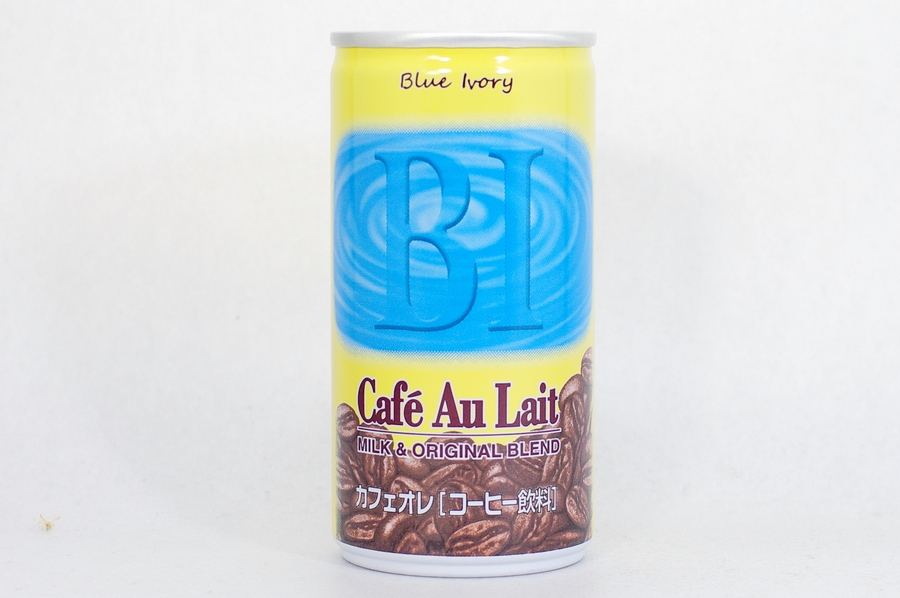 Blue Ivory
BI
Café Au Lait
MILK & ORIGINAL BLEND
カフェオレ［コーヒー飲料］